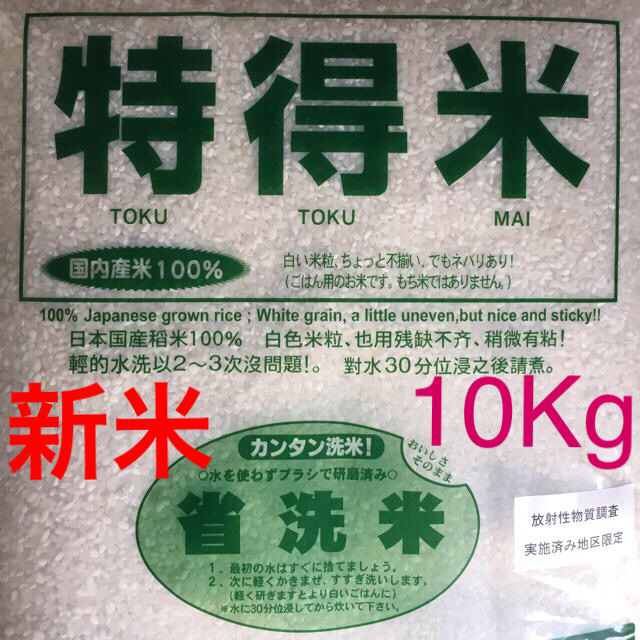 特得米
TOKU TOKU MAI
国内産米100%
白い米粒、ちょっと不揃い、でもネバリあり!
(ごはん用のお米です。もち米ではありません。)
100% Japanese grown rice ; White grain, a little uneven,but nice and sticky!!
日本国産稲米100% 白色米粒、也用残缺不齐、稍微有粘!
輕的水洗以2~3次沒問題!。 對水30分位浸之後請煮。
新米
10Kg
カンタン洗米!
おいしさ
そのまま
○水を使わずブラシで研磨済み○
省洗米
1．最初の水はすぐに捨てましょう。
2．次に軽くかきまぜ、すすぎ洗いします。
(軽く研ぎますとより白いごはんに)
※水に30分位浸してから炊いて下さい。
放射性物質調査
実施済み地区限定